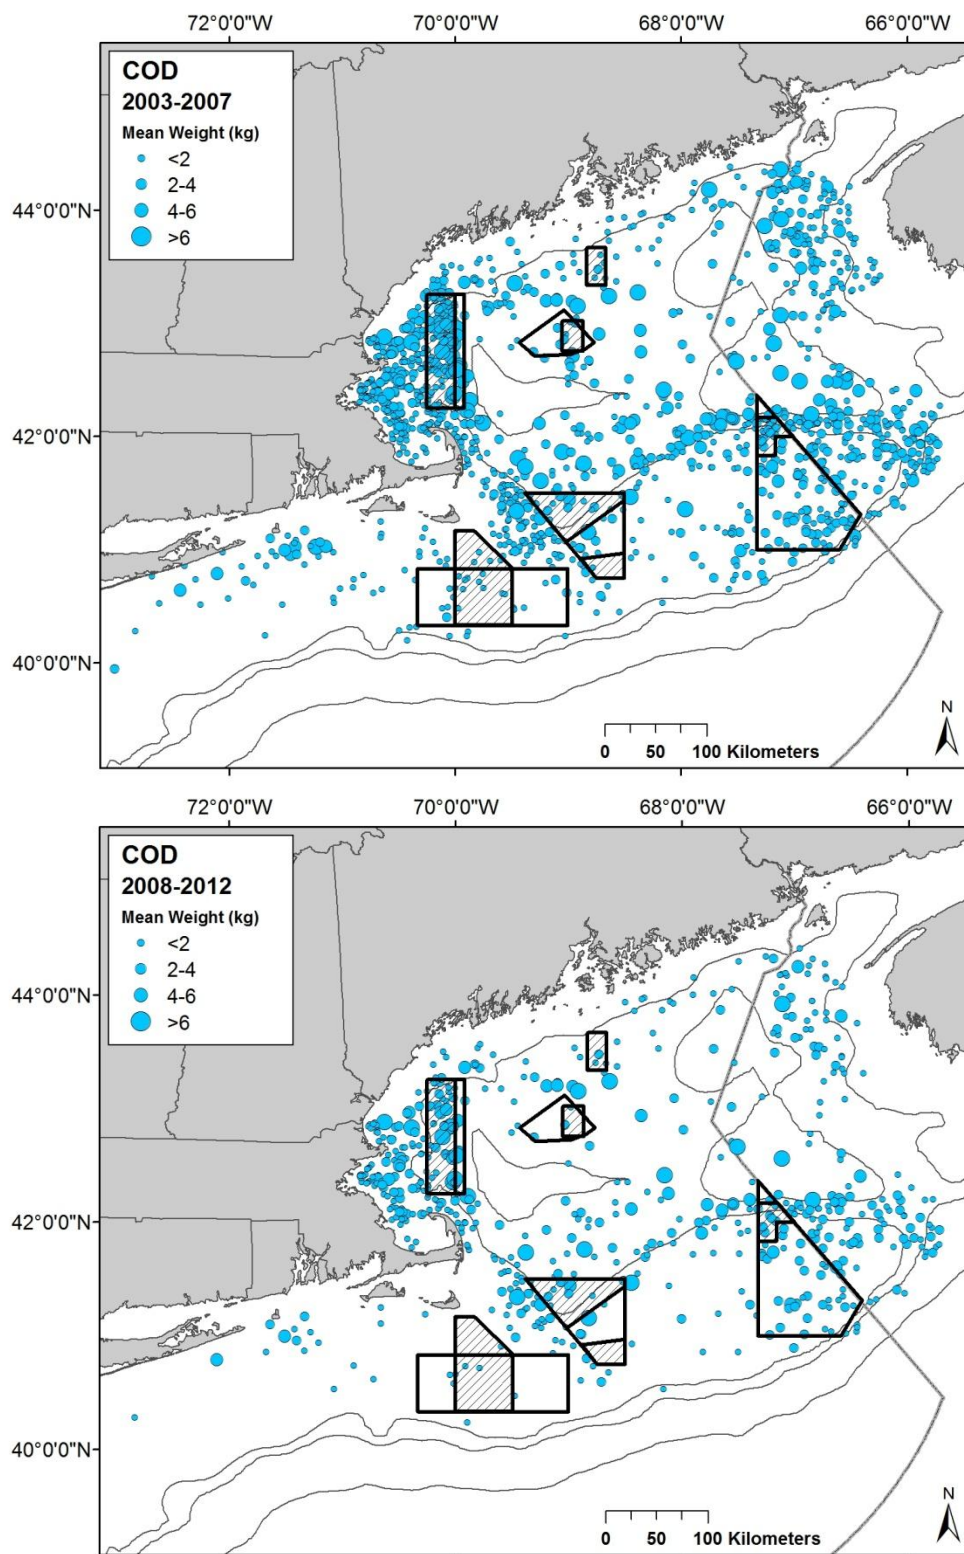 72°0'0"W 70°0'0"W 68°0'0"W 66°0'0"W
COD
2003-2007
Mean Weight (kg)
<2
2-4
4-6
>6
44°0'0"N
42°0'0"N
40°0'0"N
N
0 50 100 Kilometers
72°0'0"W 70°0'0"W 68°0'0"W 66°0'0"W
COD
2008-2012
Mean Weight (kg)
<2
2-4
4-6
>6
44°0'0"N
42°0'0"N
40°0'0"N
N
0 50 100 Kilometers